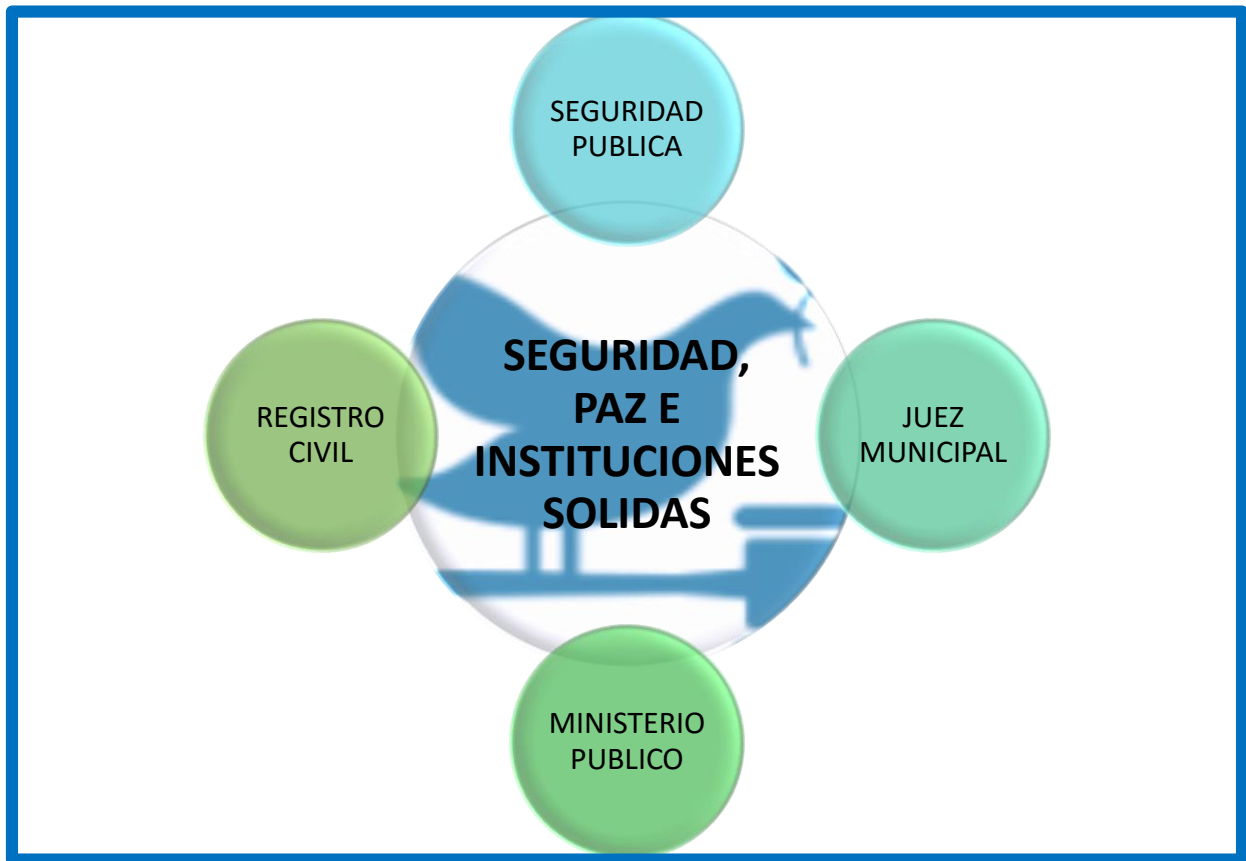 SEGURIDAD
PUBLICA
REGISTRO
CIVIL
SEGURIDAD,
PAZ E
INSTITUCIONES
SOLIDAS
JUEZ
MUNICIPAL
MINISTERIO
PUBLICO